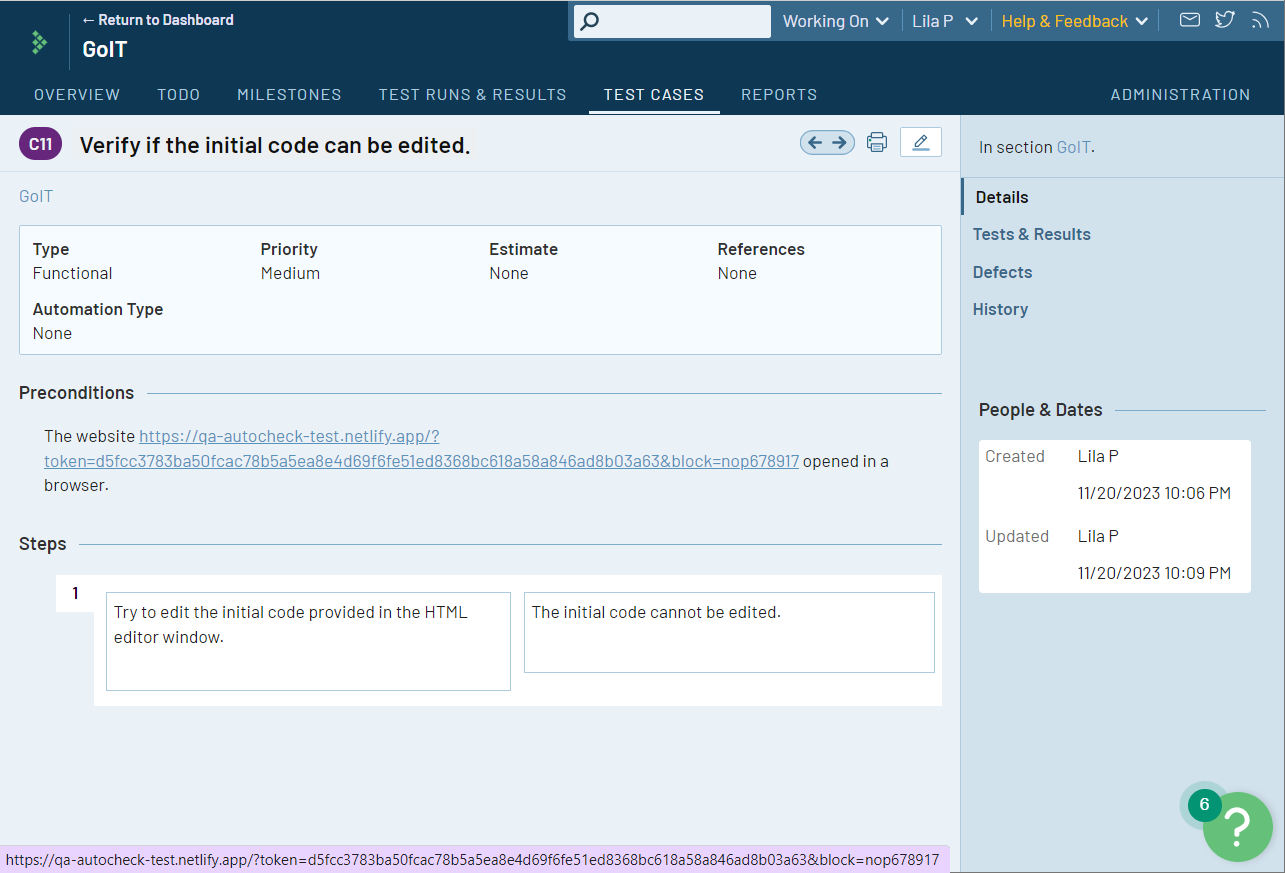 ← Return to Dashboard
GoIT
Working On
Lila P
Help & Feedback
OVERVIEW
TODO
MILESTONES
TEST RUNS & RESULTS
TEST CASES
REPORTS
ADMINISTRATION
C11
Verify if the initial code can be edited.
GoIT
Type
Functional
Priority
Medium
Estimate
None
References
None
Automation Type
None
Preconditions
The website https://qa-autocheck-test.netlify.app/?
token=d5fcc3783ba50fcac78b5a5ea8e4d69f6fe51ed8368bc618a58a846ad8b03a63&block=nop678917 opened in a
browser.
Steps
1
Try to edit the initial code provided in the HTML
editor window.
The initial code cannot be edited.
In section GoIT.
Details
Tests & Results
Defects
History
People & Dates
Created
Lila P
11/20/2023 10:06 PM
Updated
Lila P
11/20/2023 10:09 PM
6
?
https://qa-autocheck-test.netlify.app/?token=d5fcc3783ba50fcac78b5a5ea8e4d69f6fe51ed8368bc618a58a846ad8b03a63&block=nop678917